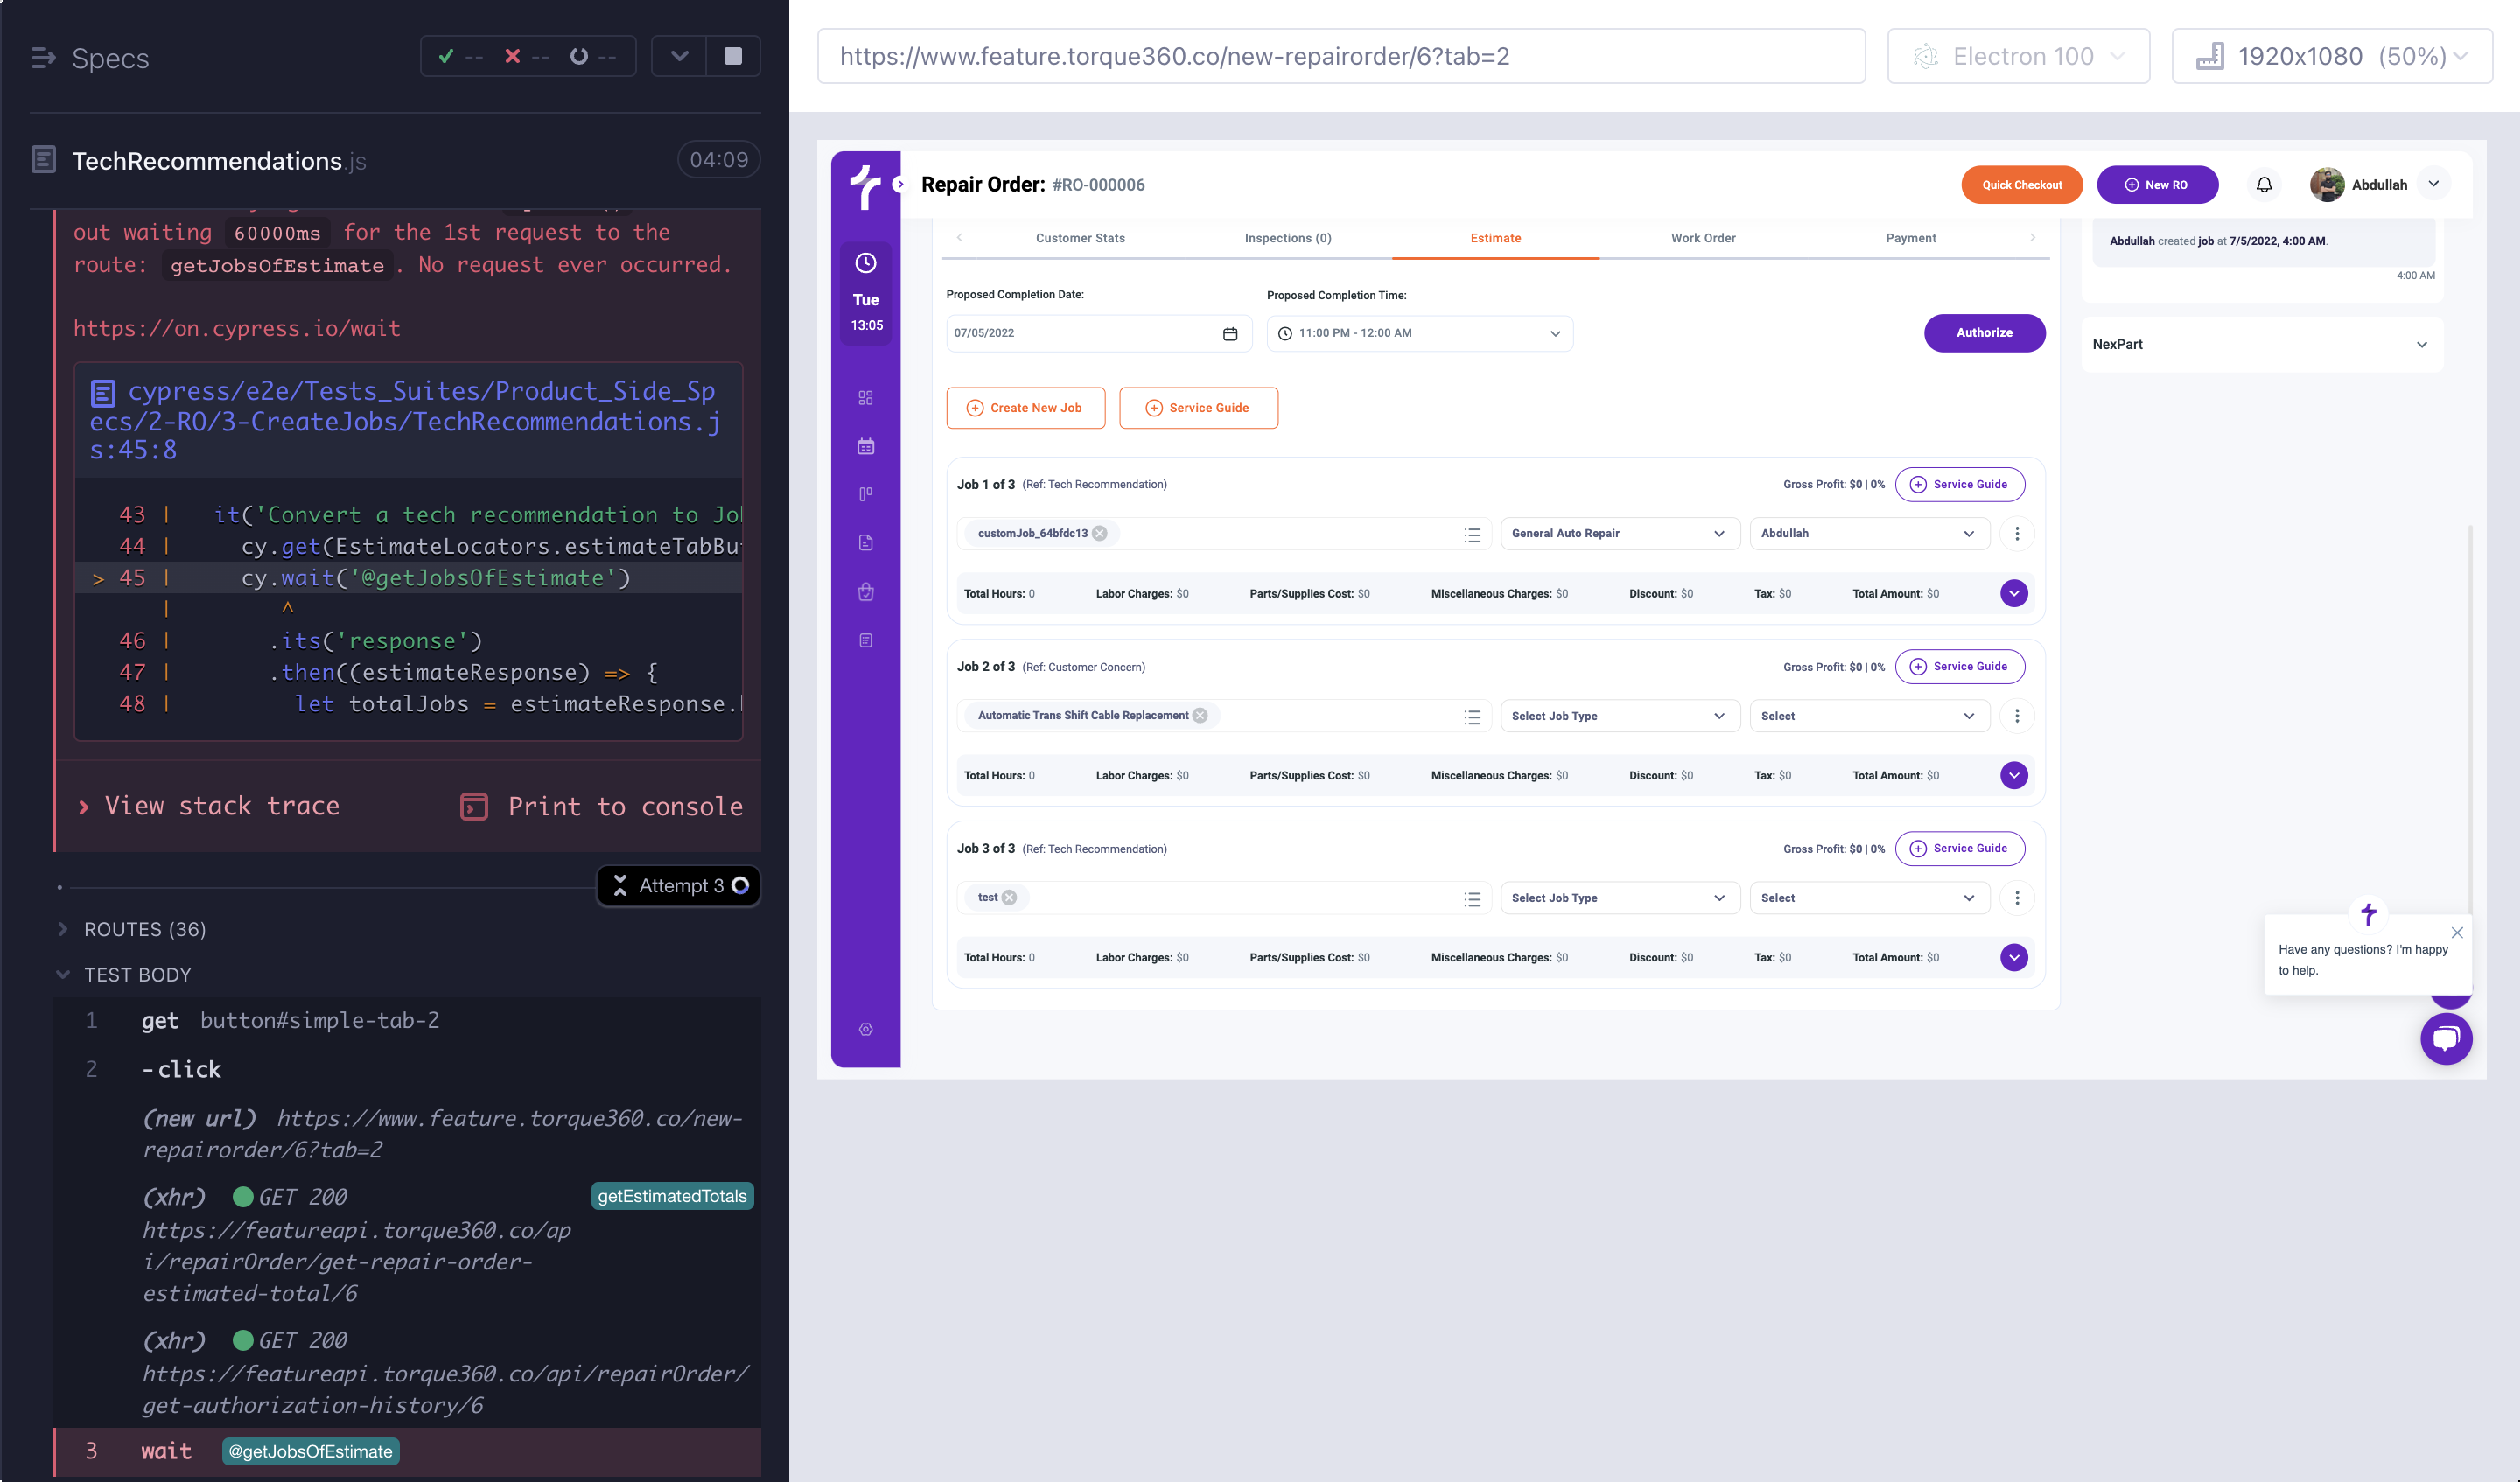 Specs
-- -- --
TechRecommendations.js
04:09
out waiting 60000ms for the 1st request to the
route: getJobsOfEstimate. No request ever occurred.
https://on.cypress.io/wait
cypress/e2e/Tests_Suites/Product_Side_Sp
ecs/2-RO/3-CreateJobs/TechRecommendations.j
s:45:8
43 | it('Convert a tech recommendation to Jo
44 | cy.get(EstimateLocators.estimateTabBu
> 45 | cy.wait('@getJobsOfEstimate')
| ^
46 | .its('response')
47 | .then((estimateResponse) => {
48 | let totalJobs = estimateResponse.
View stack trace
Print to console
Attempt 3
ROUTES (36)
TEST BODY
1 get button#simple-tab-2
2 -click
(new url) https://www.feature.torque360.co/new-
repairorder/6?tab=2
(xhr) GET 200 getEstimatedTotals
https://featureapi.torque360.co/ap
i/repairOrder/get-repair-order-
estimated-total/6
(xhr) GET 200
https://featureapi.torque360.co/api/repairOrder/
get-authorization-history/6
3 wait @getJobsOfEstimate
https://www.feature.torque360.co/new-repairorder/6?tab=2
Electron 100
1920x1080 (50%)
Tue
13:05
Repair Order: #RO-000006
Quick Checkout
New RO
Abdullah
Customer Stats
Inspections (0)
Estimate
Work Order
Payment
Abdullah created job at 7/5/2022, 4:00 AM.
4:00 AM
NexPart
Proposed Completion Date:
Proposed Completion Time:
07/05/2022
11:00 PM - 12:00 AM
Authorize
Create New Job
Service Guide
Job 1 of 3 (Ref: Tech Recommendation)
Gross Profit: $0 | 0%
Service Guide
customJob_64bfdc13
General Auto Repair
Abdullah
Total Hours: 0 Labor Charges: $0 Parts/Supplies Cost: $0 Miscellaneous Charges: $0 Discount: $0 Tax: $0 Total Amount: $0
Job 2 of 3 (Ref: Customer Concern)
Gross Profit: $0 | 0%
Service Guide
Automatic Trans Shift Cable Replacement
Select Job Type
Select
Total Hours: 0 Labor Charges: $0 Parts/Supplies Cost: $0 Miscellaneous Charges: $0 Discount: $0 Tax: $0 Total Amount: $0
Job 3 of 3 (Ref: Tech Recommendation)
Gross Profit: $0 | 0%
Service Guide
test
Select Job Type
Select
Total Hours: 0 Labor Charges: $0 Parts/Supplies Cost: $0 Miscellaneous Charges: $0 Discount: $0 Tax: $0 Total Amount: $0
Have any questions? I'm happy
to help.